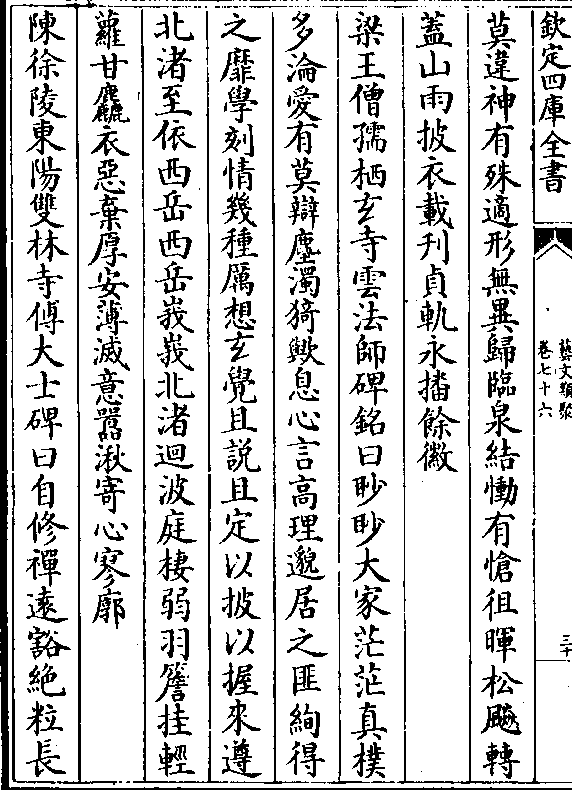 欽定四庫全書
藝文類聚
卷七十六
三十
莫違神有殊適形無異歸臨泉結慟有愴徂暉松颸轉
蓋山雨披衣載刋貞軌永播餘徽
梁王僧孺栖玄寺雲法師碑銘曰眇眇大家茫茫真樸
多淪愛有莫辯塵濁猗歟息心言高理邈居之匪絢得
之靡學刻情幾種厲想玄覺且説且定以披以握來遵
北渚至依西岳西岳峩峩北渚迴波庭棲弱羽簷挂輕
蘿甘麤衣惡棄厚安薄滅意囂湫寄心寥廓
陳徐陵東陽雙林寺傅大士碑曰自修禪遠豁絶粒長